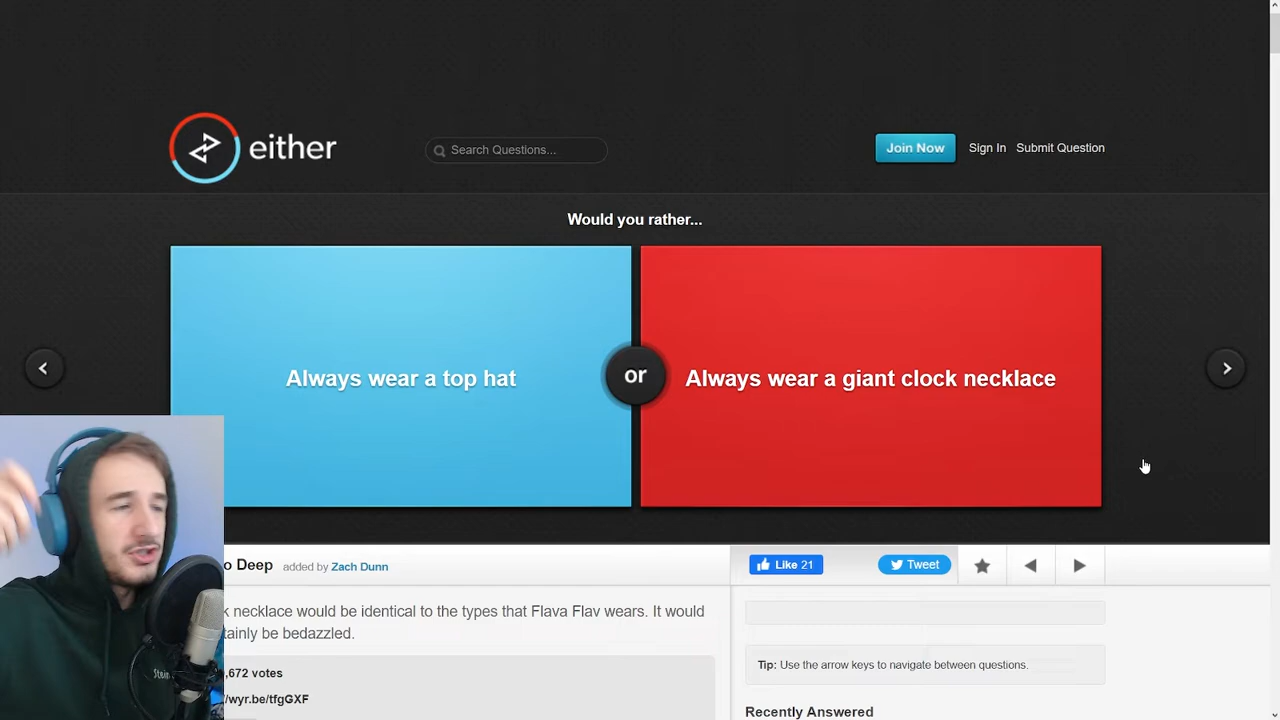 either
Search Questions...
Join Now
Sign In
Submit Question
Would you rather...
Always wear a top hat
or
Always wear a giant clock necklace
Deep
added by Zach Dunn
Like 21
Tweet
necklace would be identical to the types that Flava Flav wears. It would
be bedazzled.
,672 votes
/wyr.be/tfgGXF
Tip: Use the arrow keys to navigate between questions.
Recently Answered